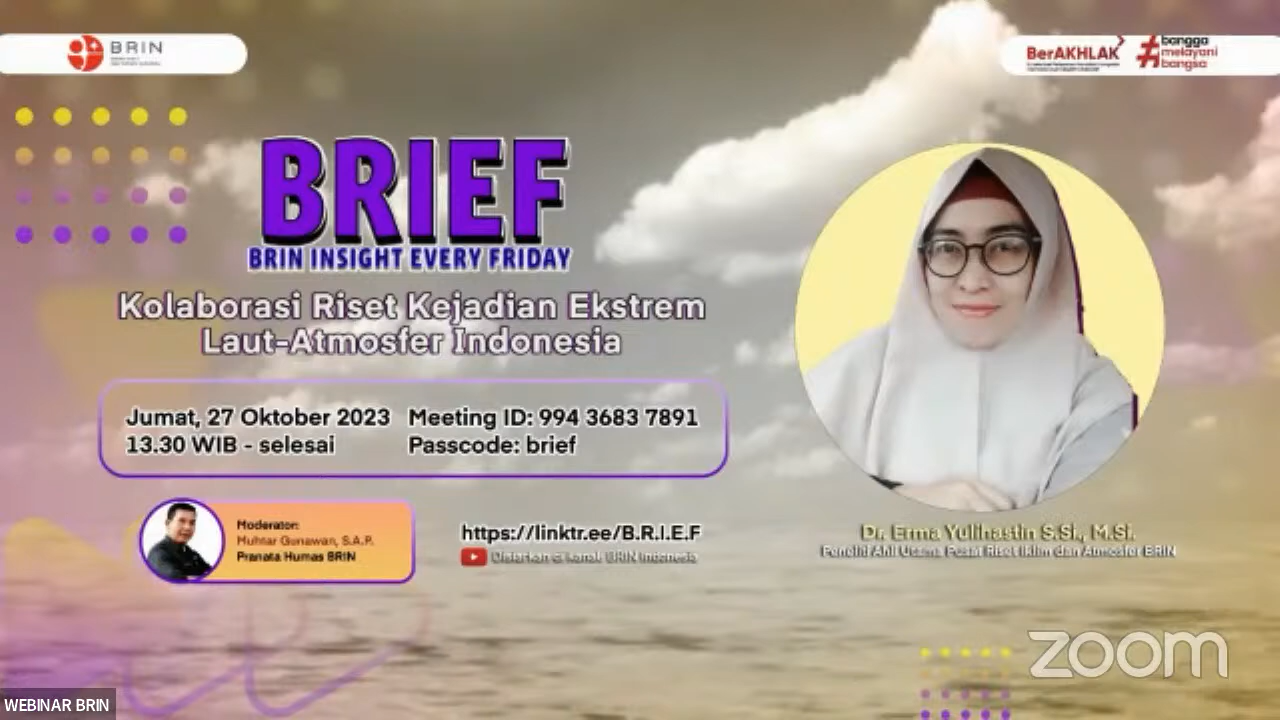 BRIN
BerAKHLAK
# bangga
melayani
bangsa
BRIEF
BRIN INSIGHT EVERY FRIDAY
Kolaborasi Riset Kejadian Ekstrem
Laut-Atmosfer Indonesia
Jumat, 27 Oktober 2023
13.30 WIB - selesai
Meeting ID: 994 3683 7891
Passcode: brief
Moderator:
Muhtar Gunawan, S.A.P.
Pranata Humas BRIN
https://linktr.ee/B.R.I.E.F
Disiarkan di kanal BRIN Indonesia
Dr. Erma Yulihastin S.Si., M.Si.
Peneliti Ahli Utama Pusat Riset Iklim dan Atmosfer BRIN
zoom
WEBINAR BRIN